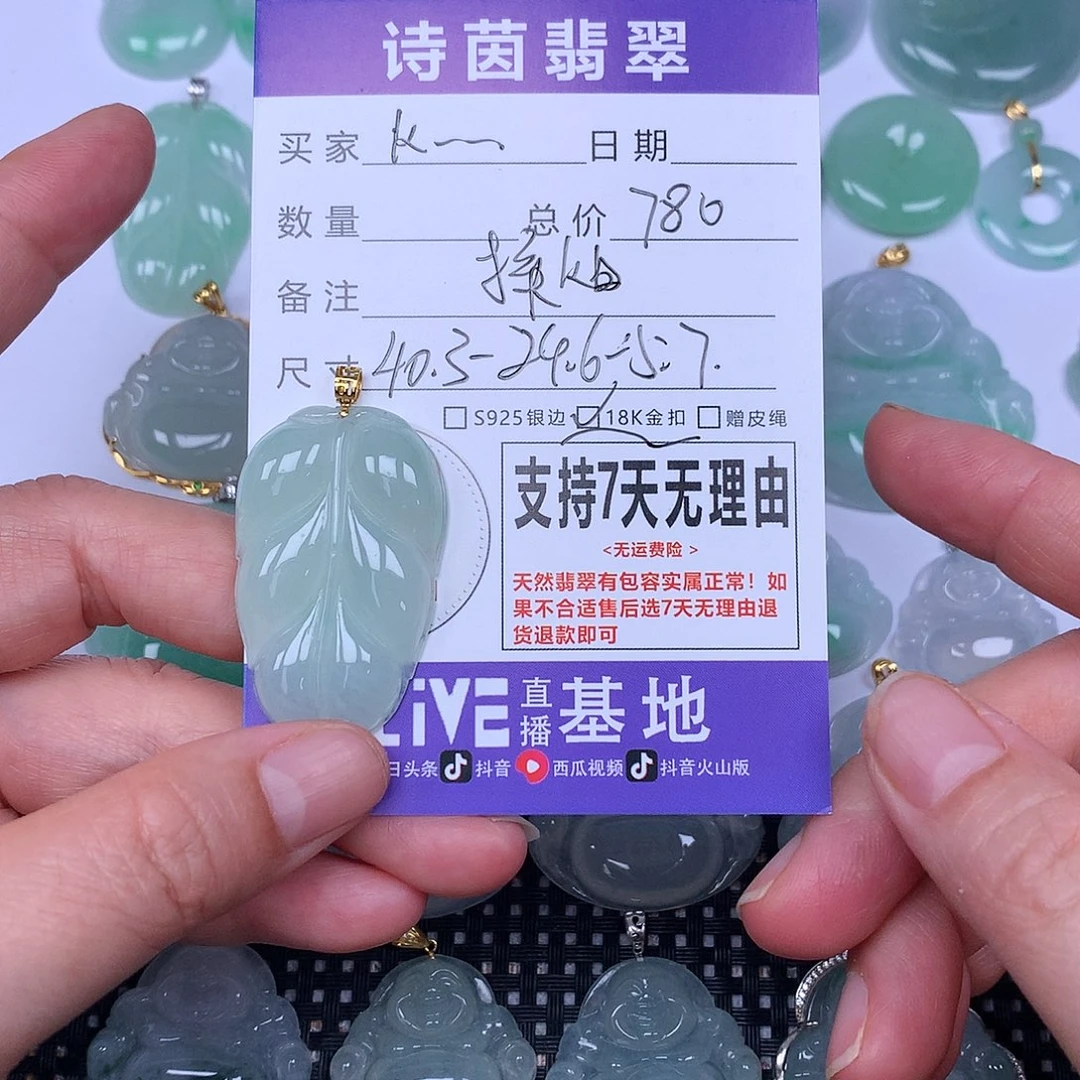 诗茵翡翠
买家 K 日期
数量 总价 780
备注
尺寸 40.3-24.6-5.7.
S925银边 18K金扣 赠皮绳
支持7天无理由
<无运费险 >
天然翡翠有包容实属正常！如
果不合适售后选7天无理由退
货退款即可
LiVE 直播 基地
日头条 抖音 西瓜视频 抖音火山版